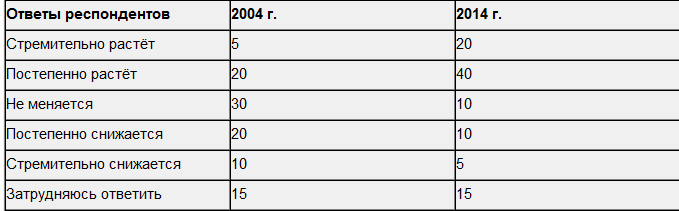 Ответы респондентов 2004 г. 2014 г.
Стремительно растёт 5 20
Постепенно растёт 20 40
Не меняется 30 10
Постепенно снижается 20 10
Стремительно снижается 10 5
Затрудняюсь ответить 15 15